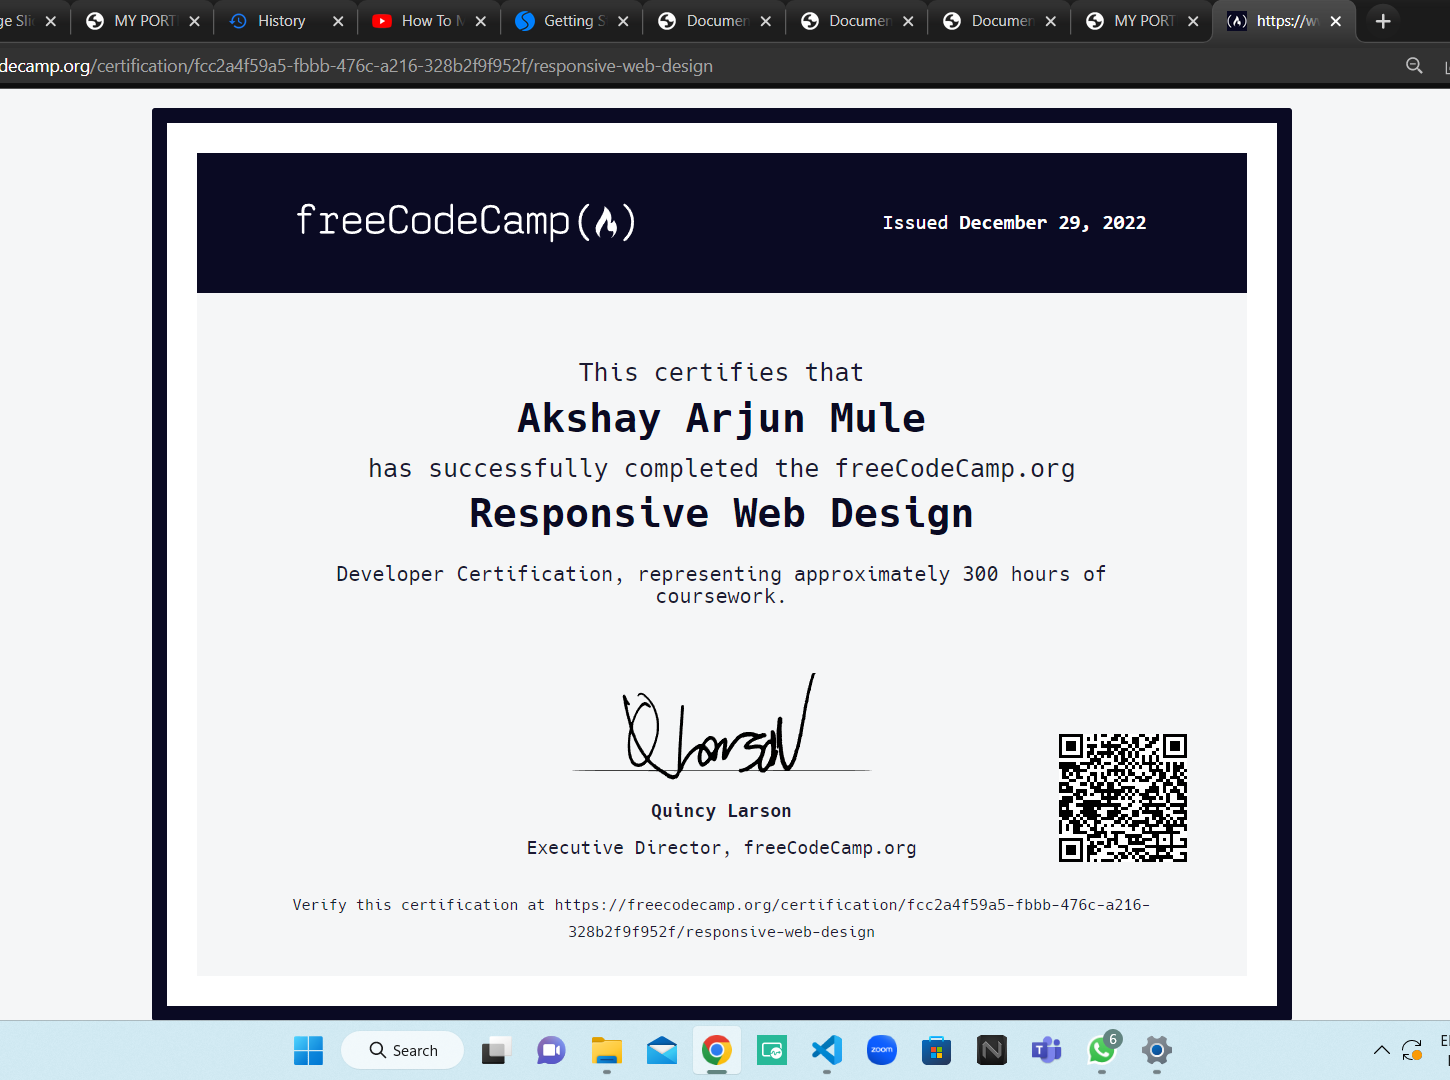 ge Sli MY PORT History How To M Getting S Documen Documen Documen MY PORT https://w
decamp.org/certification/fcc2a4f59a5-fbbb-476c-a216-328b2f9f952f/responsive-web-design
freeCodeCamp(🔥)
Issued December 29, 2022
This certifies that
Akshay Arjun Mule
has successfully completed the freeCodeCamp.org
Responsive Web Design
Developer Certification, representing approximately 300 hours of
coursework.
Q Larson
Quincy Larson
Executive Director, freeCodeCamp.org
Verify this certification at https://freecodecamp.org/certification/fcc2a4f59a5-fbbb-476c-a216-
328b2f9f952f/responsive-web-design
Search
zoom
6